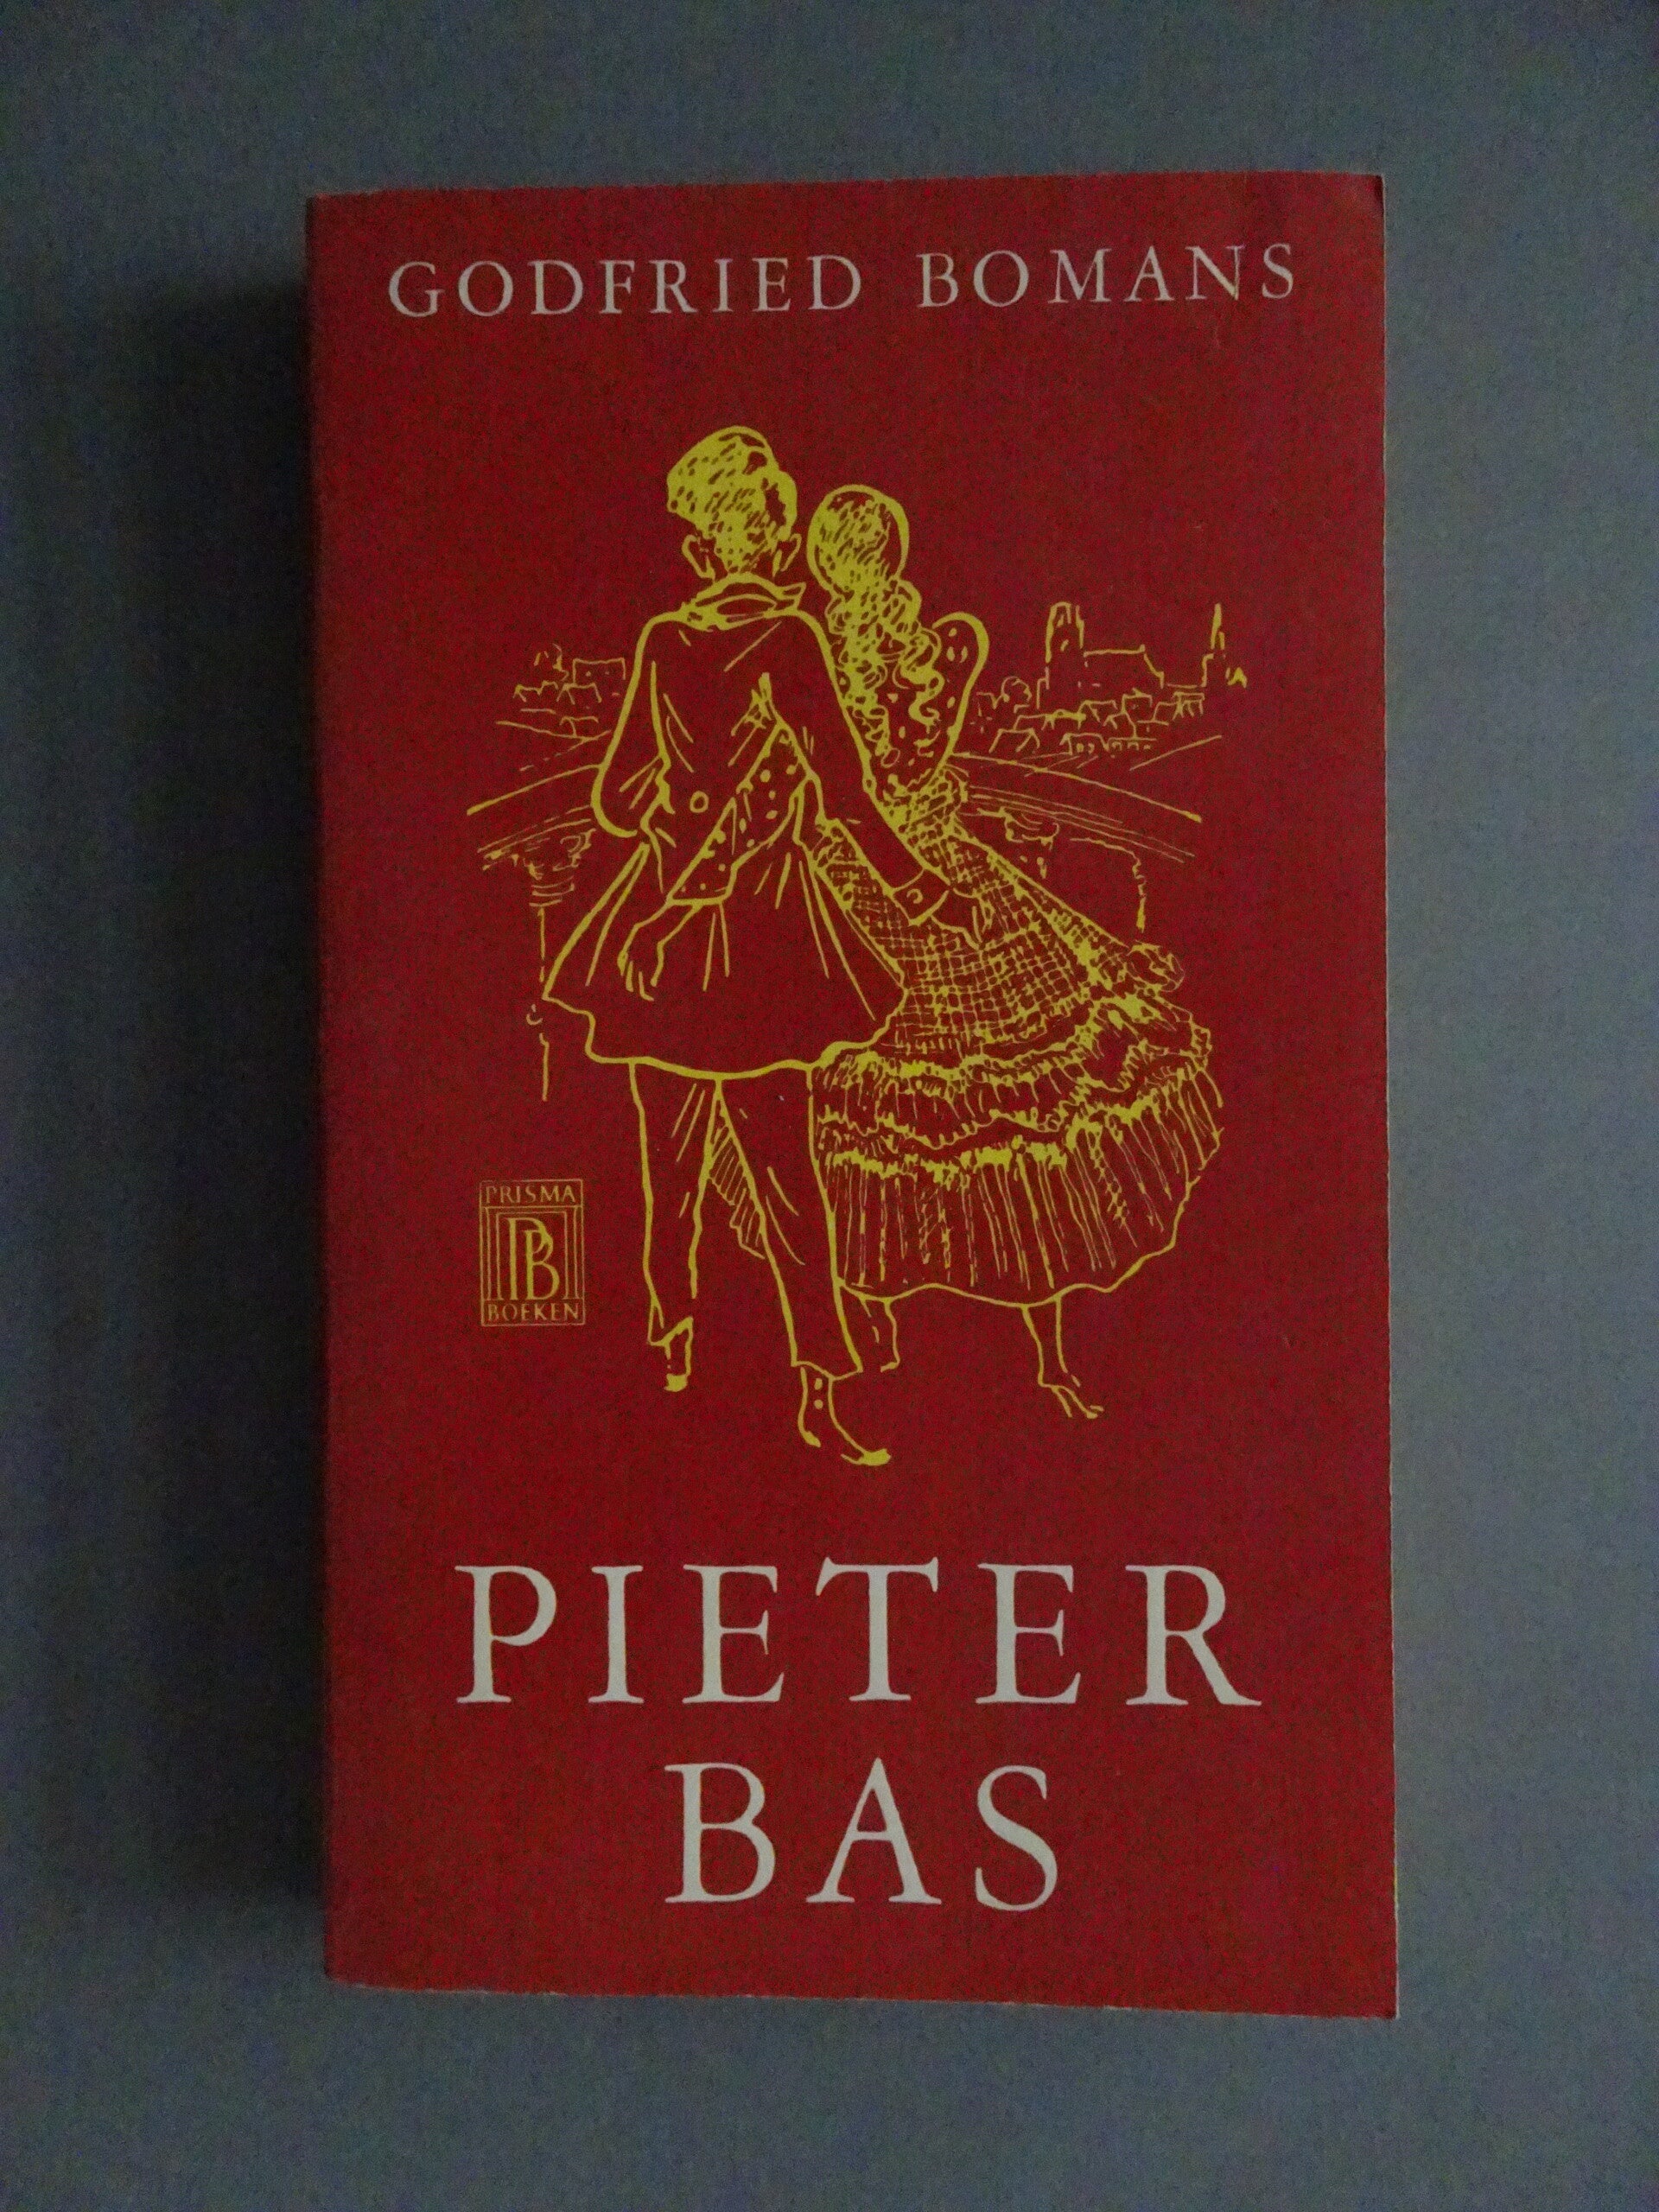 GODFRIED BOMANS
PRISMA
PB
BOEKEN
PIETER
BAS